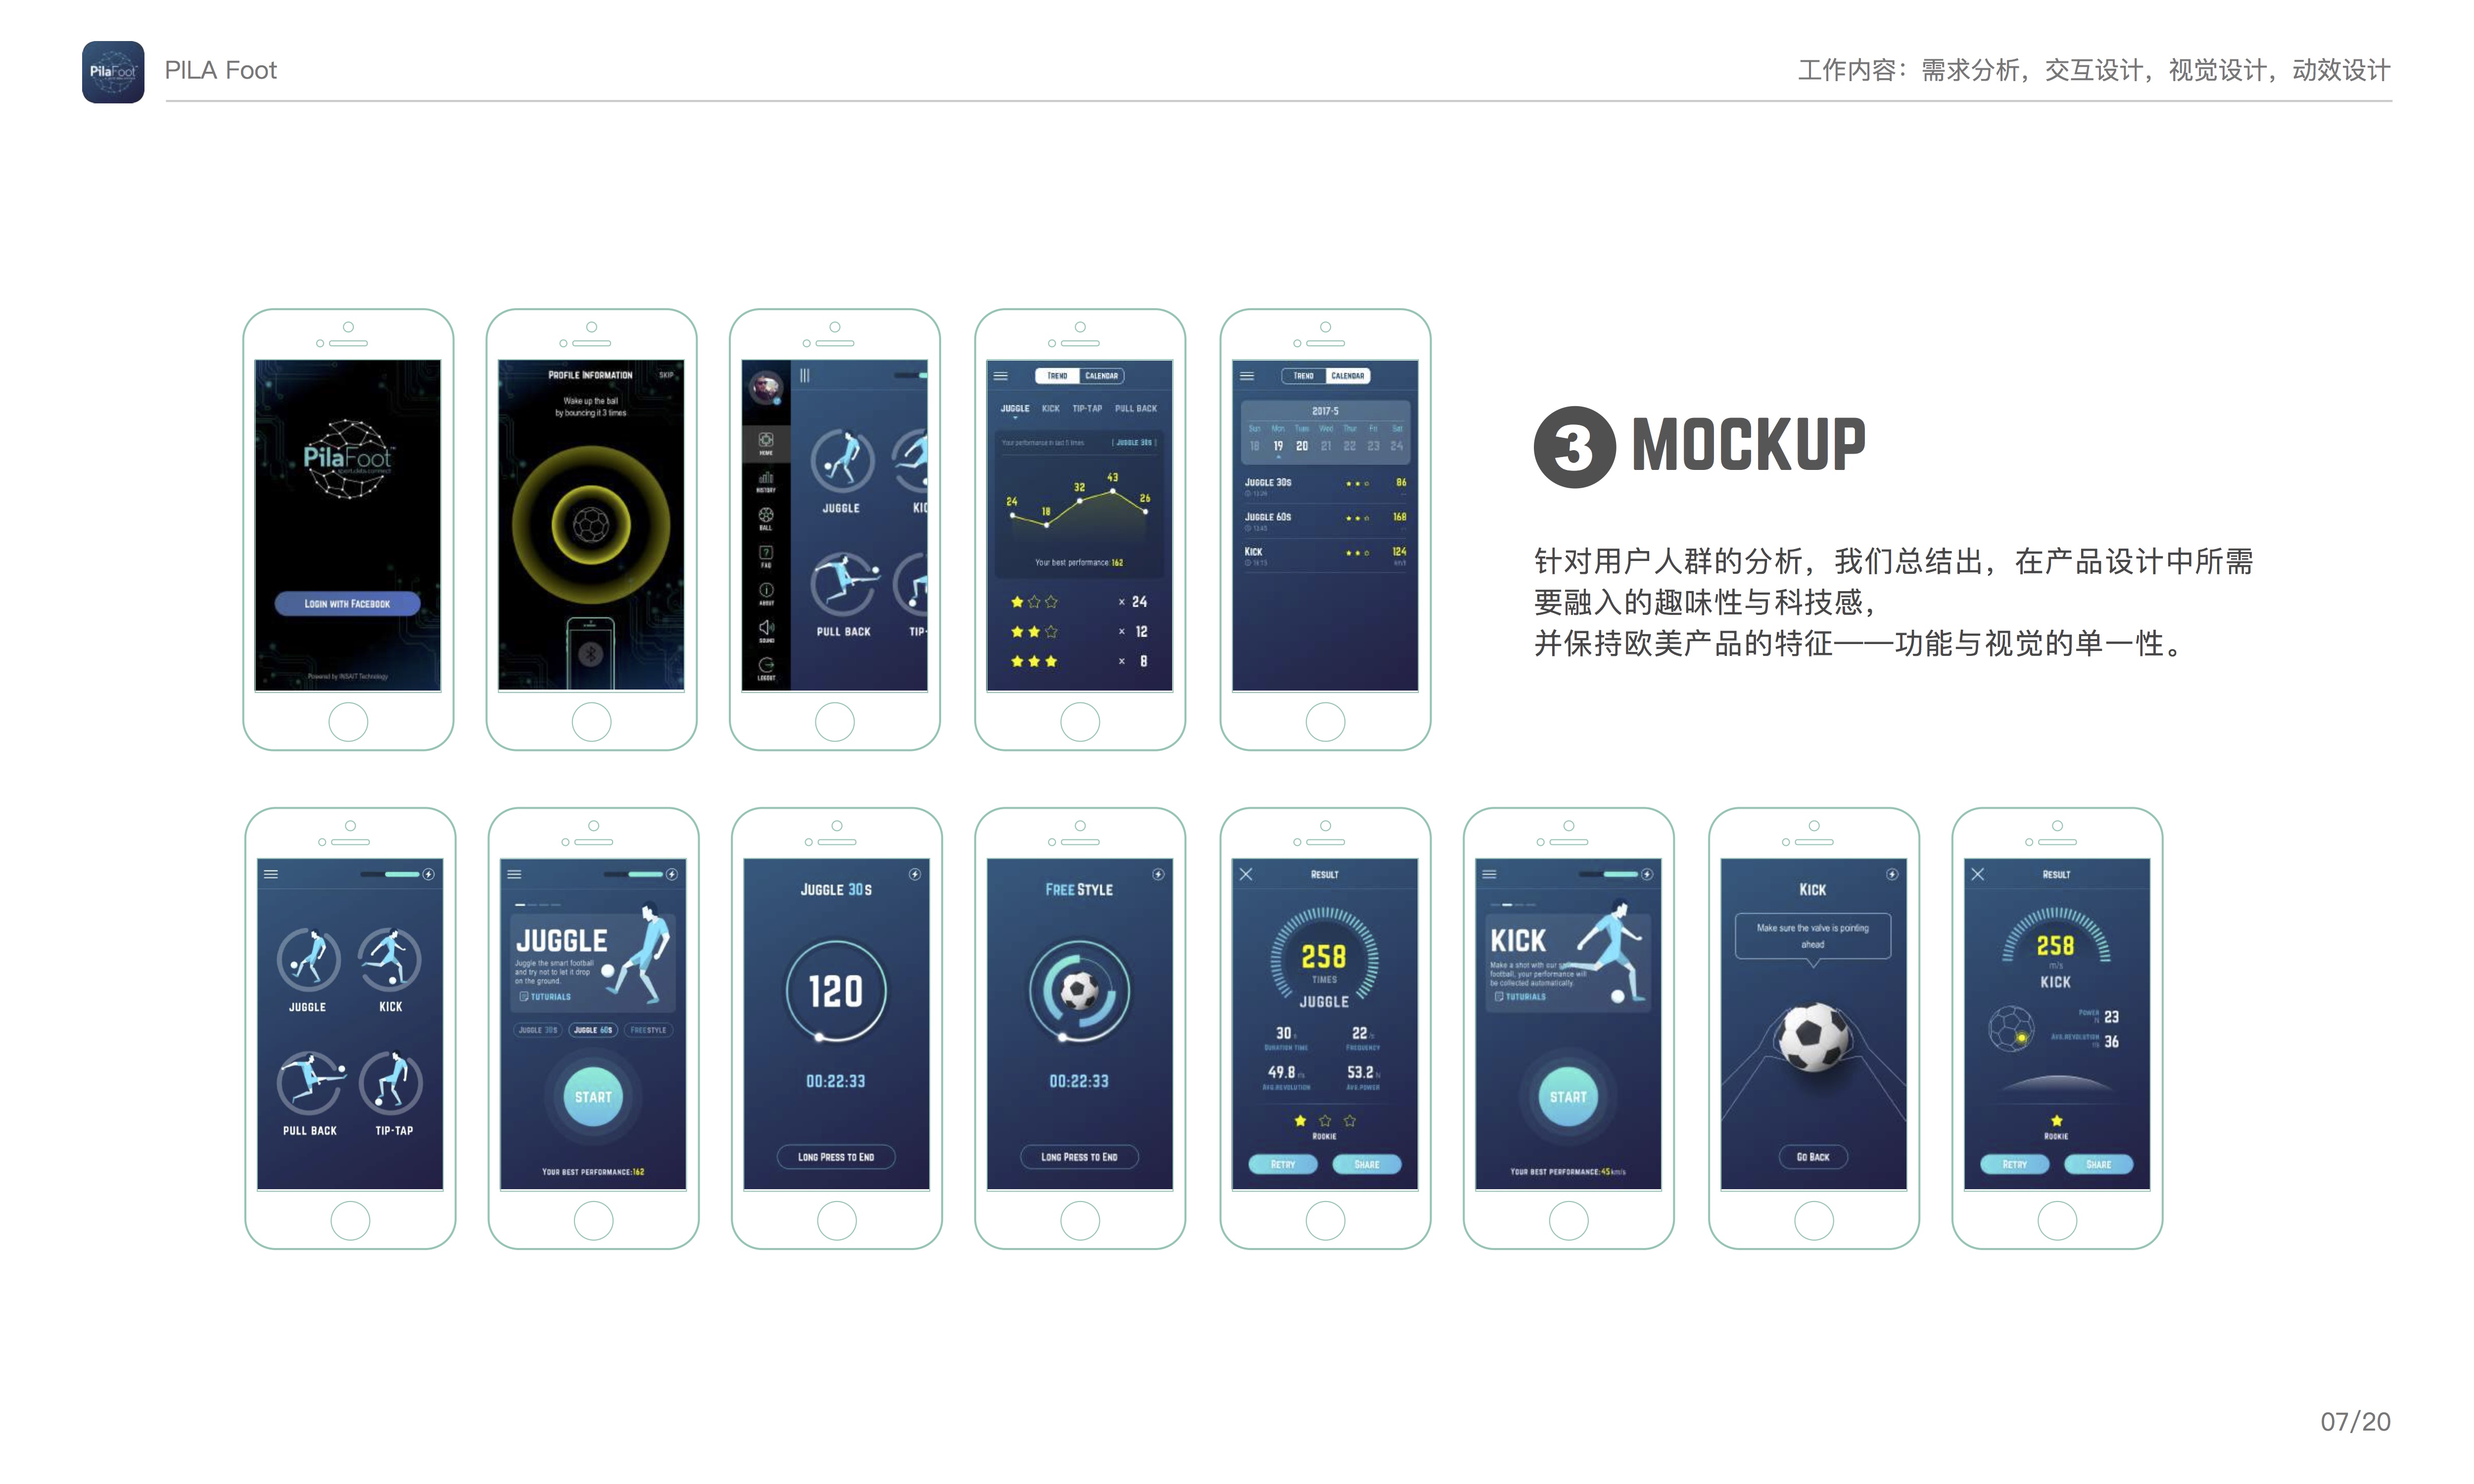 PilaFoot
PILA Foot
工作内容：需求分析，交互设计，视觉设计，动效设计
PilaFoot
LOGIN WITH FACEBOOK
Powered by INSAIT Technology
PROFILE INFORMATION
SKIP
Wake up the ball
by bouncing it 3 times
HOME
HISTORY
BALL
FAQ
ABOUT
SOUND
LOGOUT
JUGGLE
KIC
PULL BACK
TIP-
TREND CALENDAR
JUGGLE KICK TIP-TAP PULL BACK
Your performance in last 5 times
[ JUGGLE 30S ]
24 18 32 43 26
Your best performance:162
× 24
× 12
× 8
TREND CALENDAR
2017-5
Sun Mon Tues Wed Thur Fri Sat
18 19 20 21 22 23 24
JUGGLE 30S 86
JUGGLE 60S 168
KICK 124
km/h
3 MOCKUP
针对用户人群的分析，我们总结出，在产品设计中所需
要融入的趣味性与科技感，
并保持欧美产品的特征——功能与视觉的单一性。
JUGGLE KICK
PULL BACK TIP-TAP
JUGGLE
Juggle the smart football
and try not to let it drop
on the ground.
TUTURIALS
JUGGLE 30S JUGGLE 60S FREESTYLE
START
YOUR BEST PERFORMANCE:162
JUGGLE 30S
120
00:22:33
LONG PRESS TO END
FREESTYLE
00:22:33
LONG PRESS TO END
RESULT
258
TIMES
JUGGLE
30 22
DURATION TIME FREQUENCY
49.8 53.2
AVG.REVOLUTION AVG.POWER
ROOKIE
RETRY SHARE
KICK
Make a shot with our s
football, your performance will
be collected automatically.
TUTURIALS
START
YOUR BEST PERFORMANCE:45km/s
KICK
Make sure the valve is pointing
ahead
GO BACK
RESULT
258
m/s
KICK
POWER 23
N
AVG.REVOLUTION 36
ROOKIE
RETRY SHARE
07/20